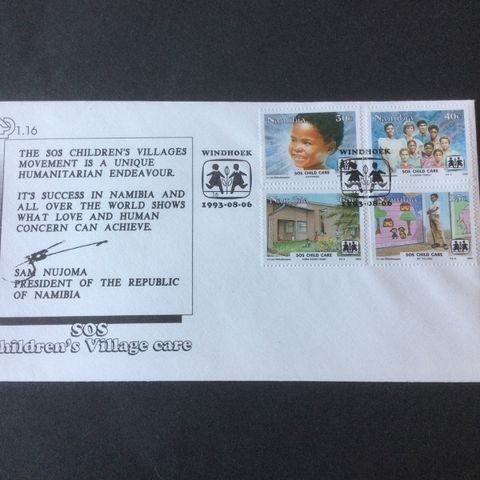 1.16
THE SOS CHILDREN'S VILLAGES
MOVEMENT IS A UNIQUE
HUMANITARIAN ENDEAVOUR.
IT'S SUCCESS IN NAMIBIA AND
ALL OVER THE WORLD SHOWS
WHAT LOVE AND HUMAN
CONCERN CAN ACHIEVE.
SAM NUJOMA
PRESIDENT OF THE REPUBLIC
OF NAMIBIA
SOS
hildren's Village care
WINDHOEK
1993-08-06
WINDHOEK
1993-08-06
Namibia 30c
SOS CHILD CARE
Namibia 40c
SOS CHILD CARE
SOS CHILD CARE
SOS CHILD CARE